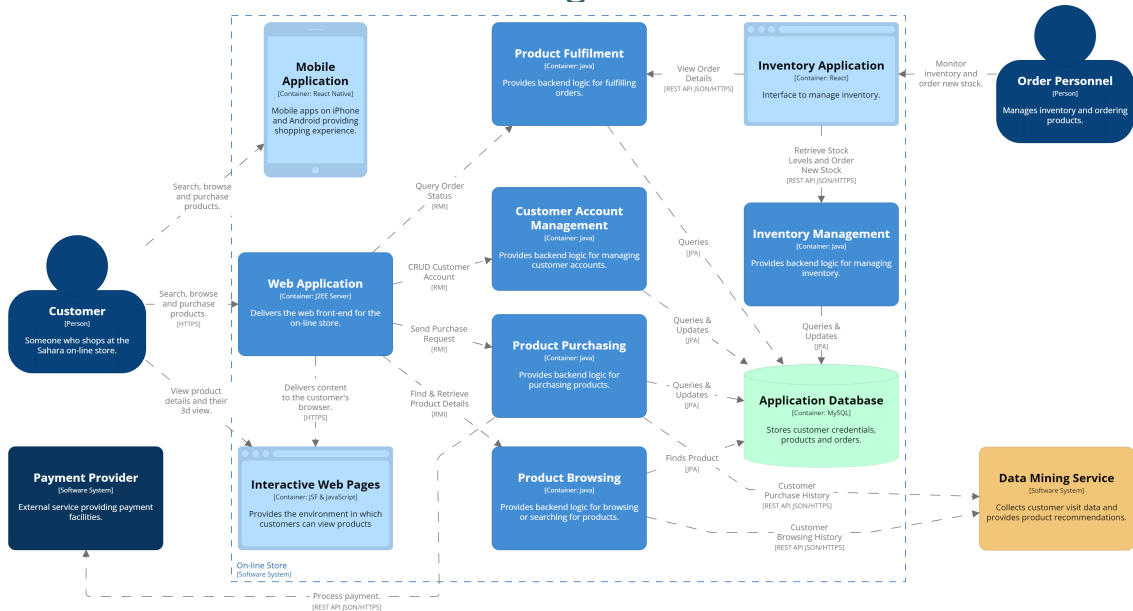 Mobile
Application
[Container: React Native]
Mobile apps on iPhone
and Android providing
shopping experience.
Product Fulfilment
[Container: Java]
Provides backend logic for fulfilling
orders.
View Order
Details
[REST API JSON/HTTPS]
Inventory Application
[Container: React]
Interface to manage inventory.
Monitor
inventory and
order new stock.
Order Personnel
[Person]
Manages inventory and ordering
products.
Search, browse
and purchase
products.
Query Order
Status
[RMI]
Retrieve Stock
Levels and Order
New Stock
[REST API JSON/HTTPS]
Customer Account
Management
[Container: Java]
Provides backend logic for managing
customer accounts.
Queries
[JPA]
Inventory Management
[Container: Java]
Provides backend logic for managing
inventory.
Customer
[Person]
Someone who shops at the
Sahara on-line store.
Search, browse
and purchase
products.
[HTTPS]
Web Application
[Container: J2EE Server]
Delivers the web front-end for the
on-line store.
CRUD Customer
Account
[RMI]
Send Purchase
Request
[RMI]
Product Purchasing
[Container: Java]
Provides backend logic for
purchasing products.
Queries &
Updates
[JPA]
Queries &
Updates
[JPA]
Queries &
Updates
[JPA]
View product
details and their
3d view.
Delivers content
to the customer's
browser.
[HTTPS]
Find & Retrieve
Product Details
[RMI]
Application Database
[Container: MySQL]
Stores customer credentials,
products and orders.
Payment Provider
[Software System]
External service providing payment
facilities.
Interactive Web Pages
[Container: JSF & JavaScript]
Provides the environment in which
customers can view products
Product Browsing
[Container: Java]
Provides backend logic for browsing
or searching for products.
Finds Product
[JPA]
Customer
Purchase History
[REST API JSON/HTTPS]
Customer
Browsing History
[REST API JSON/HTTPS]
Data Mining Service
[Software System]
Collects customer visit data and
provides product recommendations.
On-line Store
[Software System]
Process payment.
[REST API JSON/HTTPS]